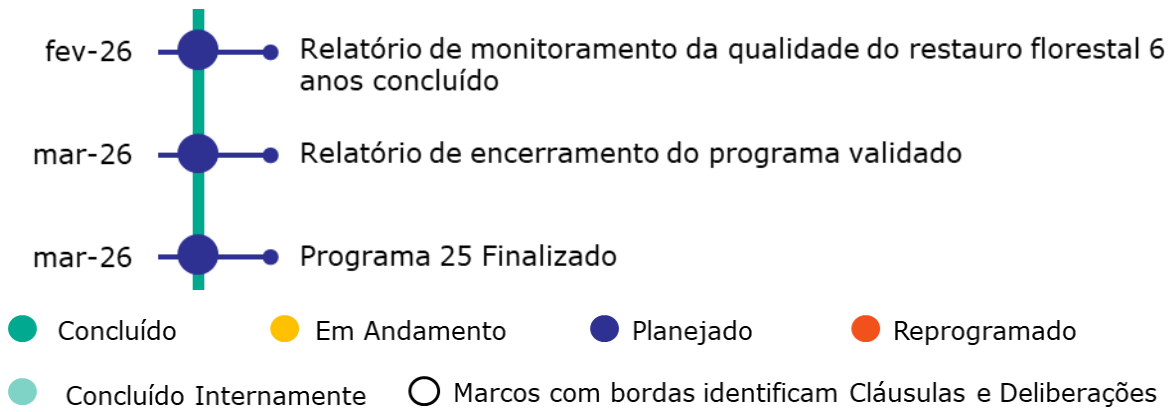 fev-26 Relatório de monitoramento da qualidade do restauro florestal 6
anos concluído
mar-26 Relatório de encerramento do programa validado
mar-26 Programa 25 Finalizado
Concluído Em Andamento Planejado Reprogramado
Concluído Internamente Marcos com bordas identificam Cláusulas e Deliberações